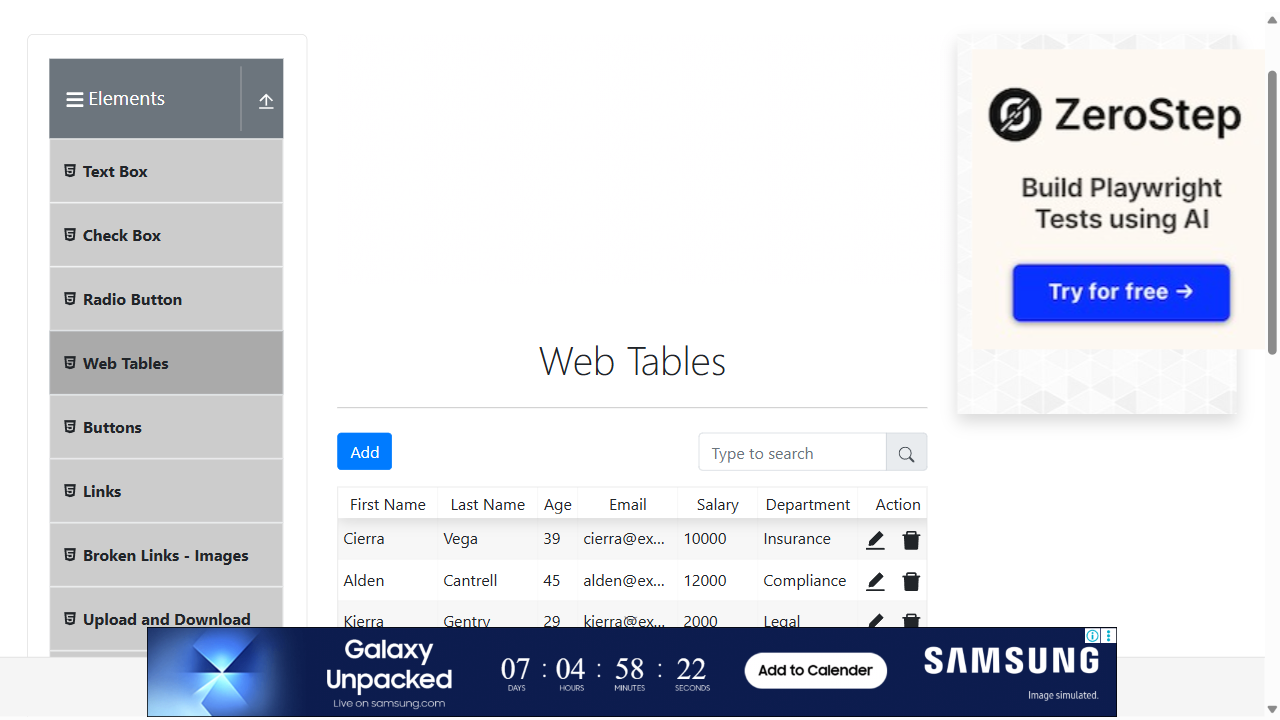 Elements
Text Box
Check Box
Radio Button
Web Tables
Buttons
Links
Broken Links - Images
Upload and Download
Web Tables
Add
Type to search
First Name Last Name Age Email Salary Department Action
Cierra Vega 39 cierra@ex... 10000 Insurance
Alden Cantrell 45 alden@ex... 12000 Compliance
Kierra Gentry 29 kierra@ex... 2000 Legal
ZeroStep
Build Playwright
Tests using AI
Try for free →
Galaxy
Unpacked
Live on samsung.com
07 : 04 : 58 : 22
DAYS HOURS MINUTES SECONDS
Add to Calender
SAMSUNG
Image simulated.